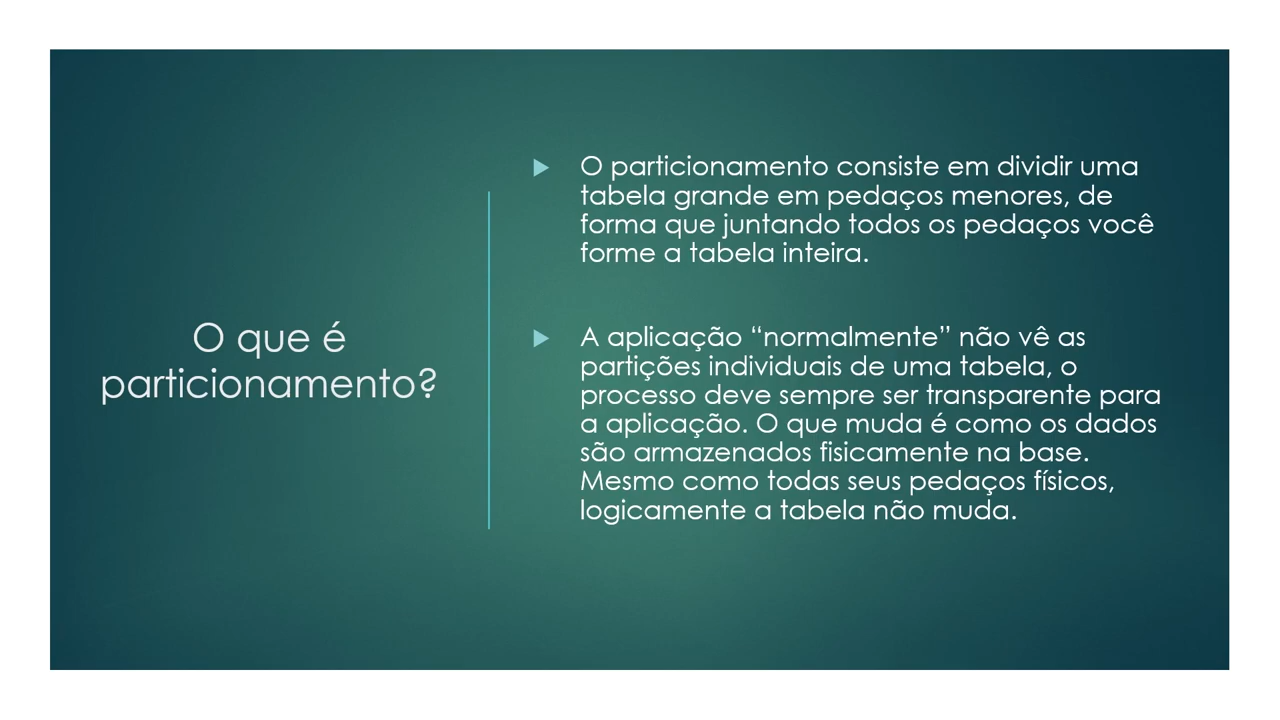 O que é
particionamento?
O particionamento consiste em dividir uma
tabela grande em pedaços menores, de
forma que juntando todos os pedaços você
forme a tabela inteira.
A aplicação “normalmente” não vê as
partições individuais de uma tabela, o
processo deve sempre ser transparente para
a aplicação. O que muda é como os dados
são armazenados fisicamente na base.
Mesmo como todas seus pedaços físicos,
logicamente a tabela não muda.